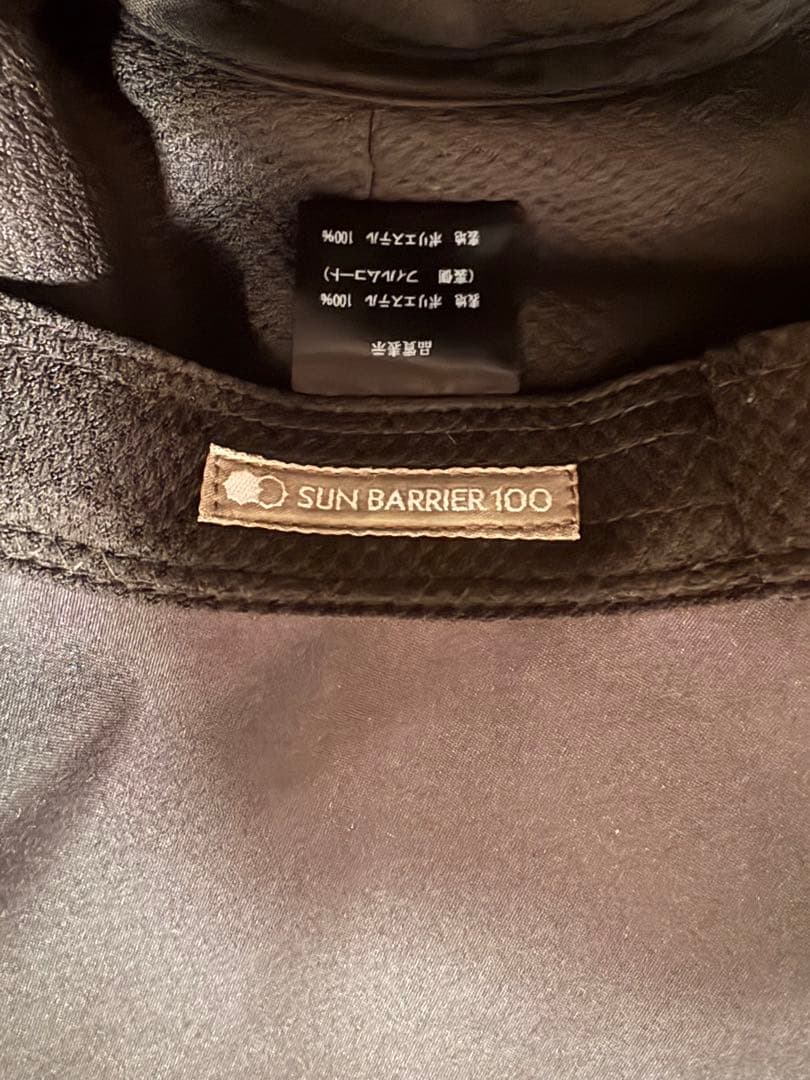 品質表示
表地 ポリエステル 100%
(裏側 フィルムコート)
裏地 ポリエステル 100%
SUN BARRIER 100